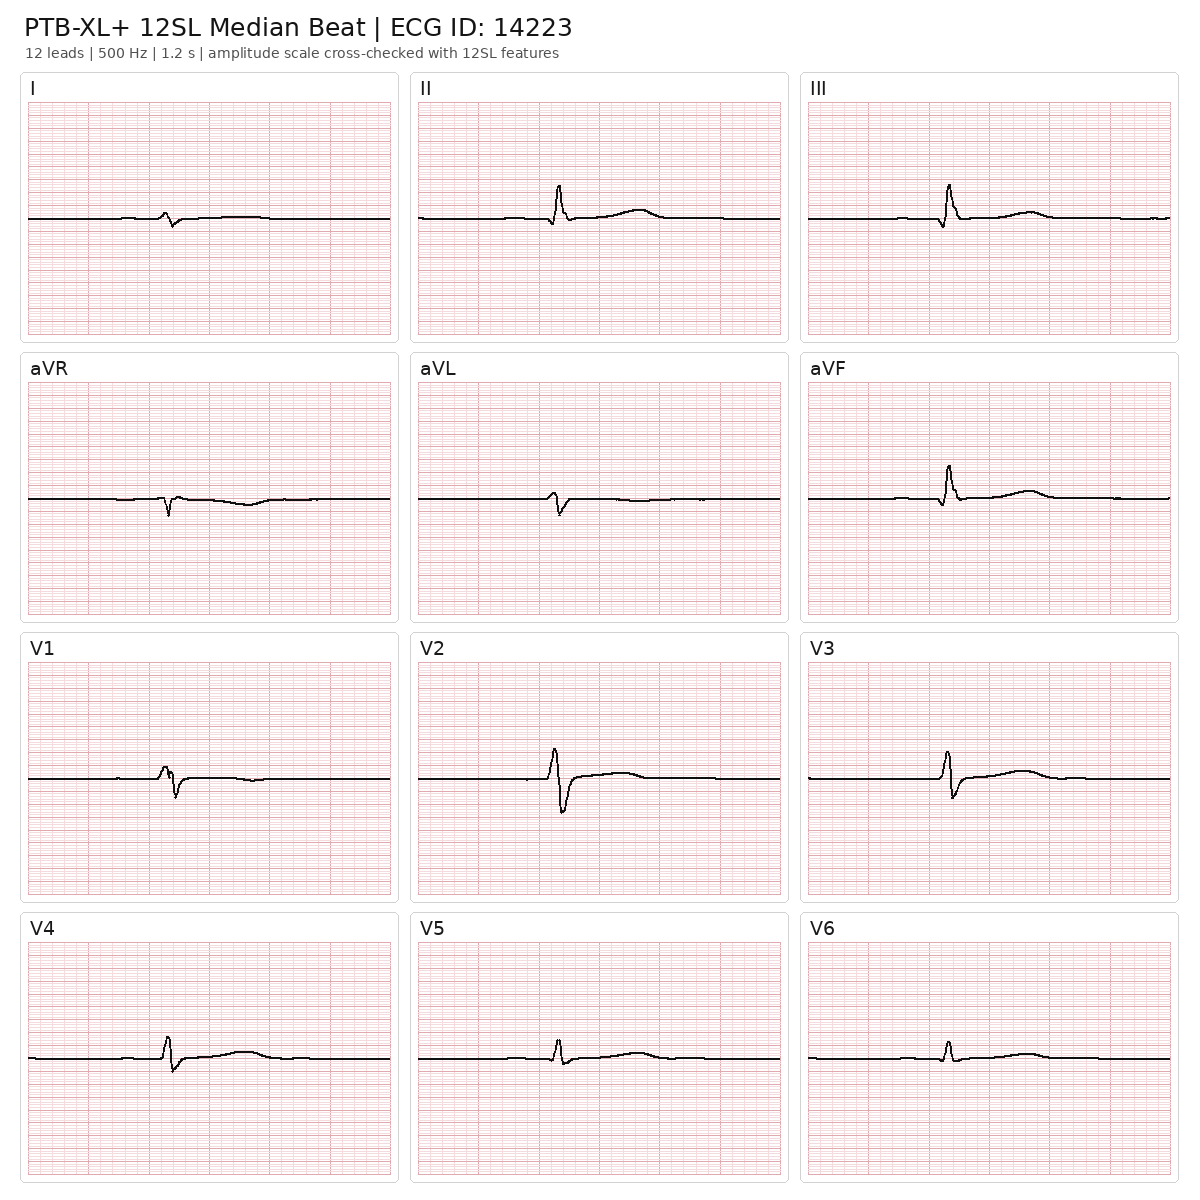 PTB-XL+ 12SL Median Beat | ECG ID: 14223
12 leads | 500 Hz | 1.2 s | amplitude scale cross-checked with 12SL features
I
II
III
aVR
aVL
aVF
V1
V2
V3
V4
V5
V6